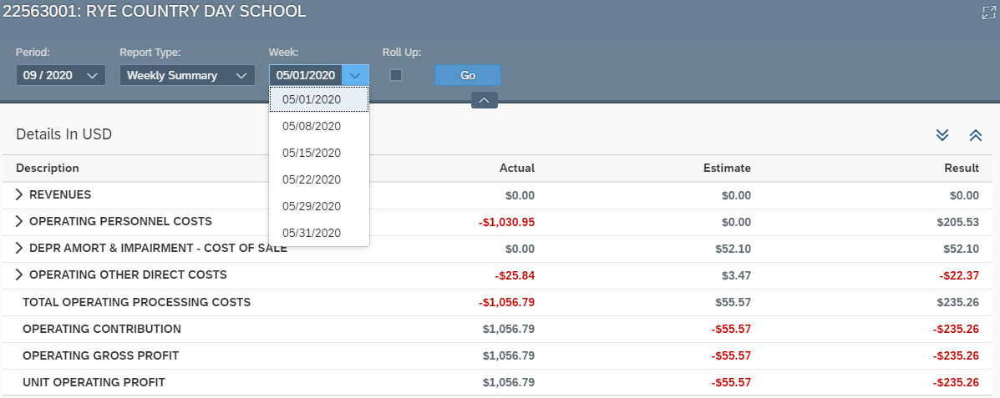 22563001: RYE COUNTRY DAY SCHOOL
Period: Report Type: Week: Roll Up:
09 / 2020 Weekly Summary 05/01/2020 Go
05/01/2020
05/08/2020
05/15/2020
05/22/2020
05/29/2020
05/31/2020
Details In USD
Description Actual Estimate Result
REVENUES $0.00 $0.00 $0.00
OPERATING PERSONNEL COSTS -$1,030.95 $0.00 $205.53
DEPR AMORT & IMPAIRMENT - COST OF SALE $0.00 $52.10 $52.10
OPERATING OTHER DIRECT COSTS -$25.84 $3.47 -$22.37
TOTAL OPERATING PROCESSING COSTS -$1,056.79 $55.57 $235.26
OPERATING CONTRIBUTION $1,056.79 -$55.57 -$235.26
OPERATING GROSS PROFIT $1,056.79 -$55.57 -$235.26
UNIT OPERATING PROFIT $1,056.79 -$55.57 -$235.26